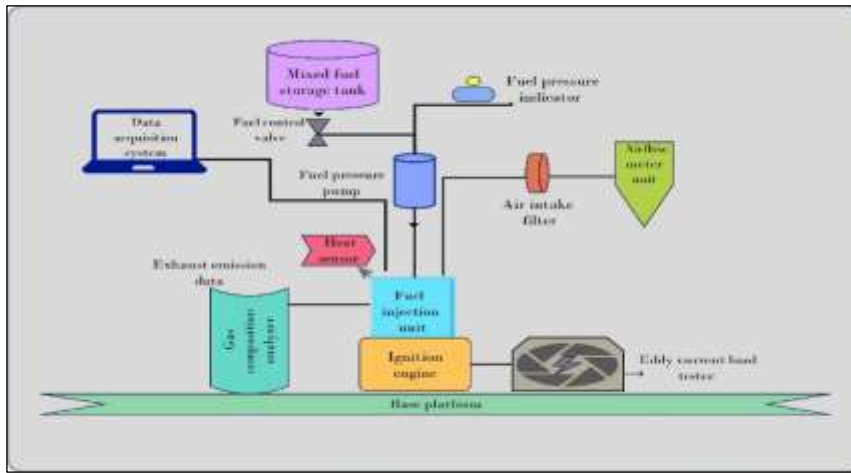 Mixed fuel
storage tank
Fuel pressure
indicator
Data
acquisition
system
Fuel control
valve
Airflow
meter unit
Fuel pressure
pump
Air intake
filter
Heat
sensor
Exhaust emission
data
Fuel
injection
unit
Gas
composition
analyzer
Ignition
engine
Eddy current load
tester
Base platform